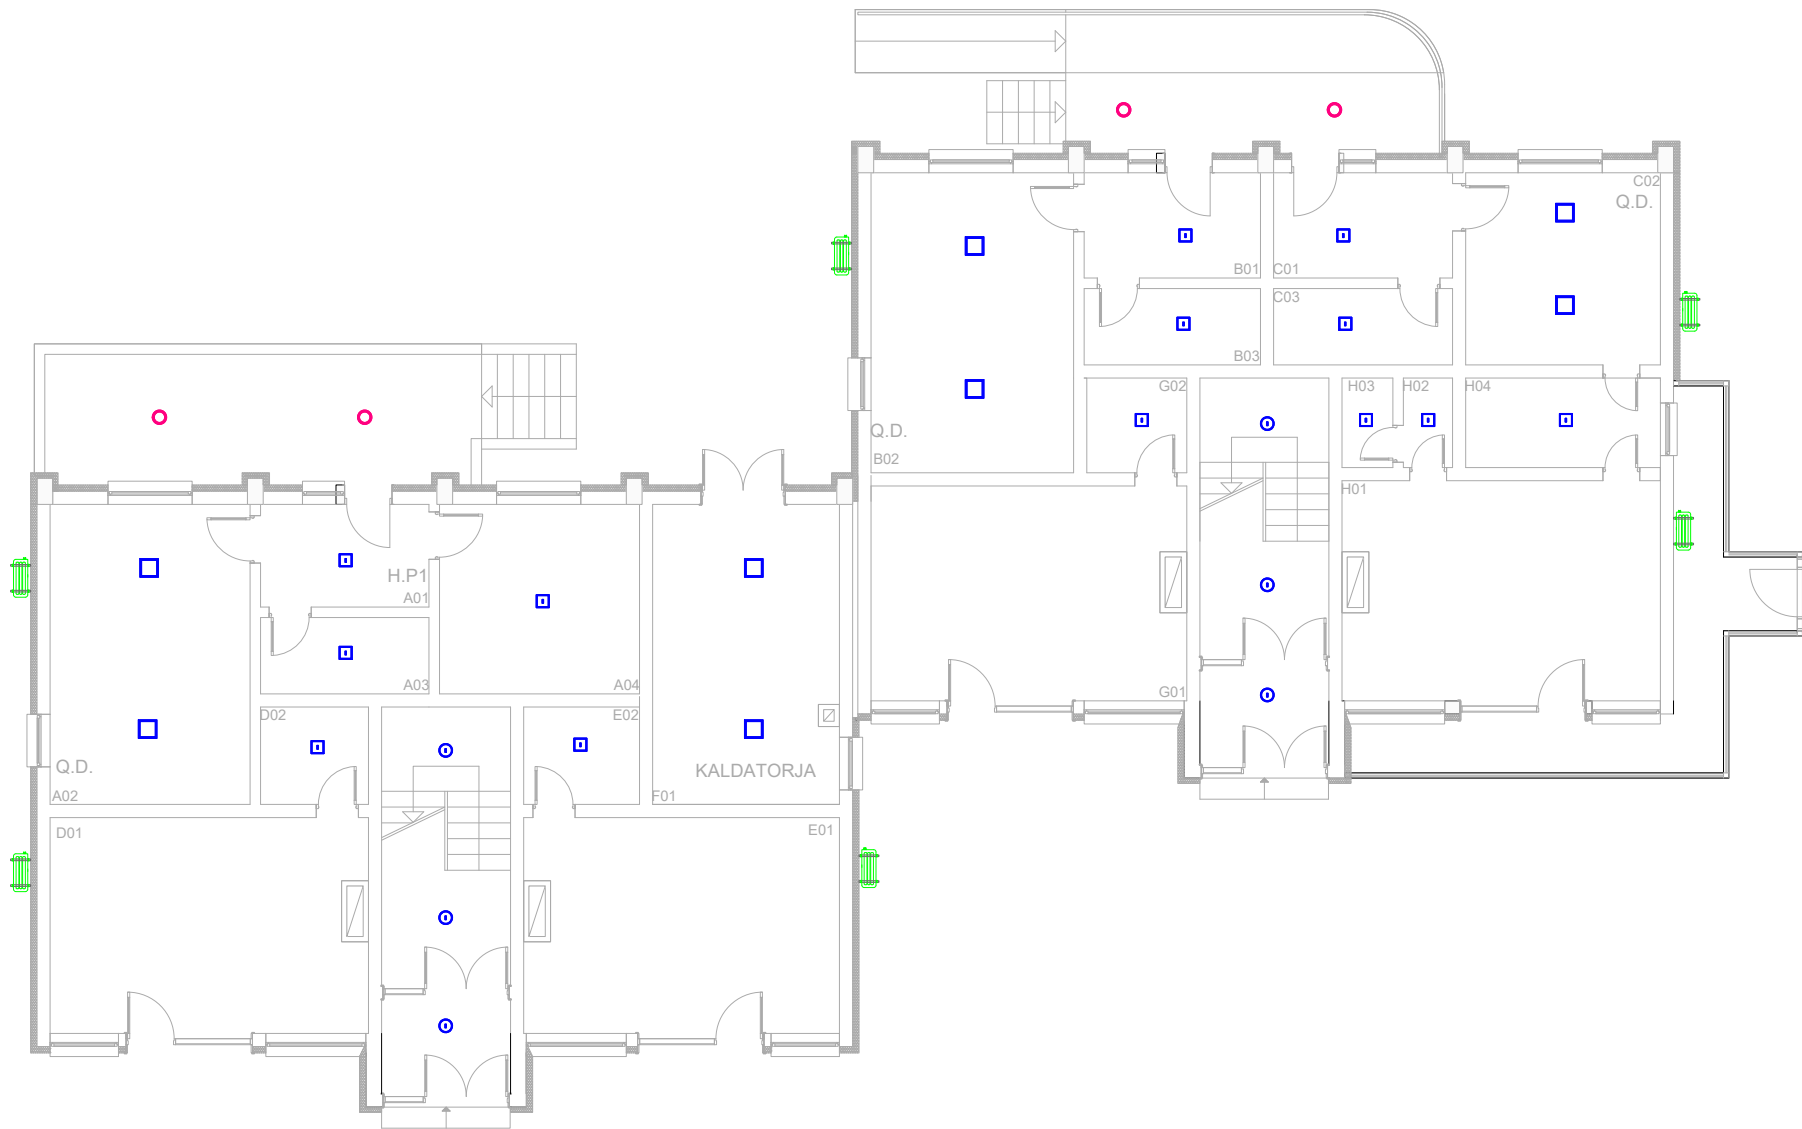 C02
Q.D.
B01
C01
C03
B03
G02
H03
H02
H04
Q.D.
B02
H01
H.P1
A01
A03
A04
G01
D02
E02
Q.D.
KALDATORJA
A02
F01
D01
E01